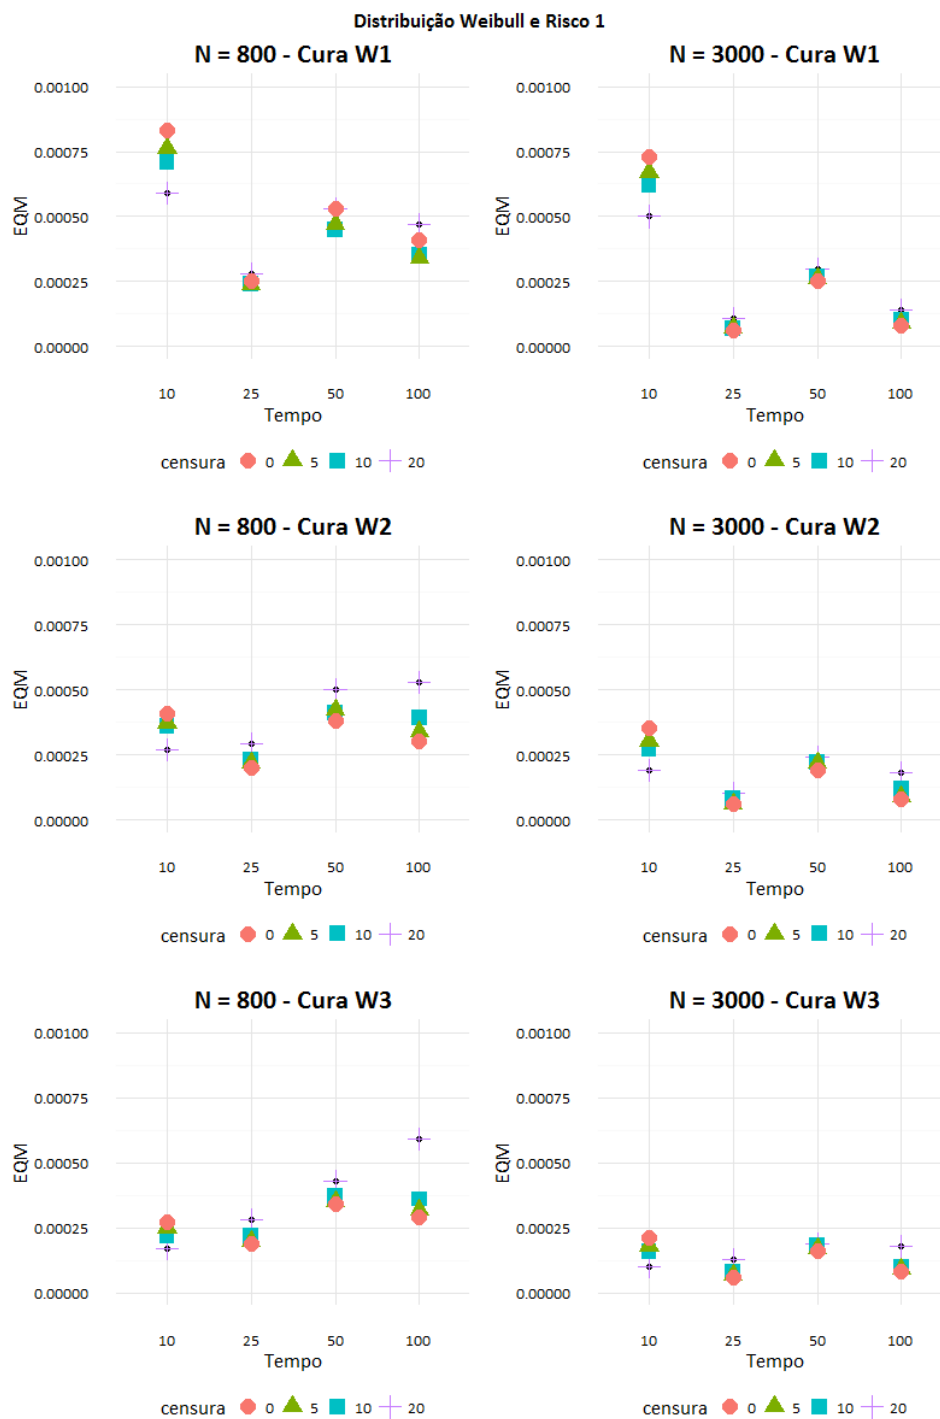 Distribuição Weibull e Risco 1
N = 800 - Cura W1
0.00100
0.00075
0.00050
0.00025
0.00000
EQM
10 25 50 100
Tempo
censura 0 5 10 20
N = 3000 - Cura W1
0.00100
0.00075
0.00050
0.00025
0.00000
EQM
10 25 50 100
Tempo
censura 0 5 10 20
N = 800 - Cura W2
0.00100
0.00075
0.00050
0.00025
0.00000
EQM
10 25 50 100
Tempo
censura 0 5 10 20
N = 3000 - Cura W2
0.00100
0.00075
0.00050
0.00025
0.00000
EQM
10 25 50 100
Tempo
censura 0 5 10 20
N = 800 - Cura W3
0.00100
0.00075
0.00050
0.00025
0.00000
EQM
10 25 50 100
Tempo
censura 0 5 10 20
N = 3000 - Cura W3
0.00100
0.00075
0.00050
0.00025
0.00000
EQM
10 25 50 100
Tempo
censura 0 5 10 20